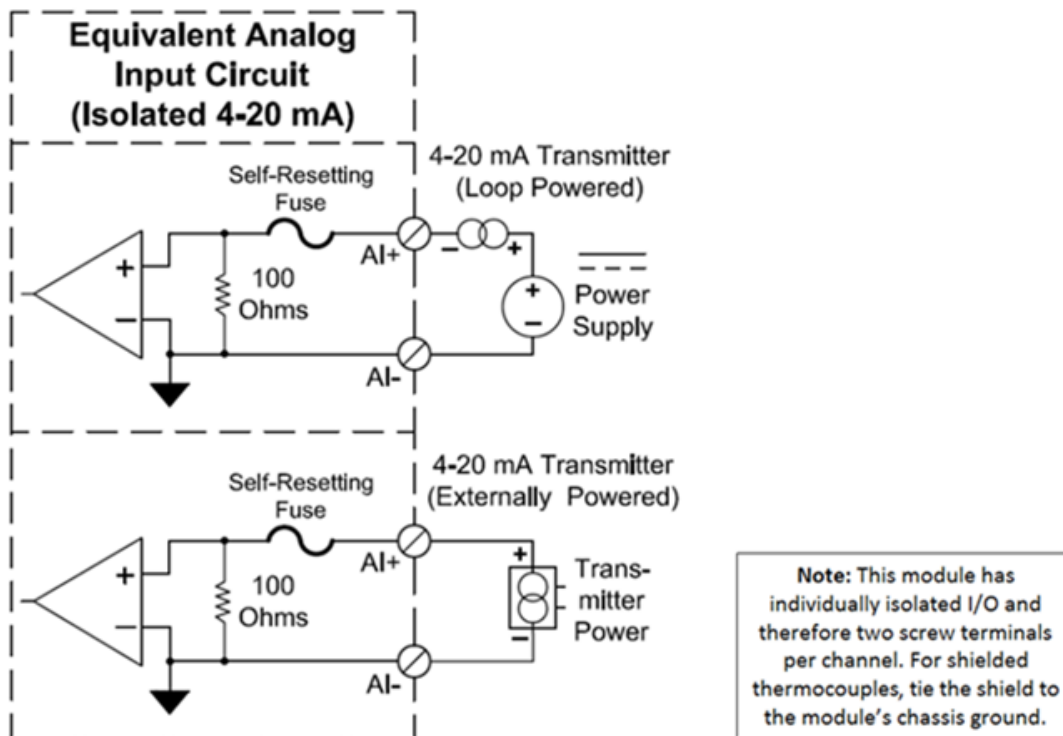 Equivalent Analog
Input Circuit
(Isolated 4-20 mA)
4-20 mA Transmitter
(Loop Powered)
Self-Resetting
Fuse
AI+
- +
+
-
100
Ohms
+
-
Power
Supply
AI-
4-20 mA Transmitter
(Externally Powered)
Self-Resetting
Fuse
AI+
+
+
-
100
Ohms
Trans-
mitter
Power
-
AI-
Note: This module has
individually isolated I/O and
therefore two screw terminals
per channel. For shielded
thermocouples, tie the shield to
the module's chassis ground.